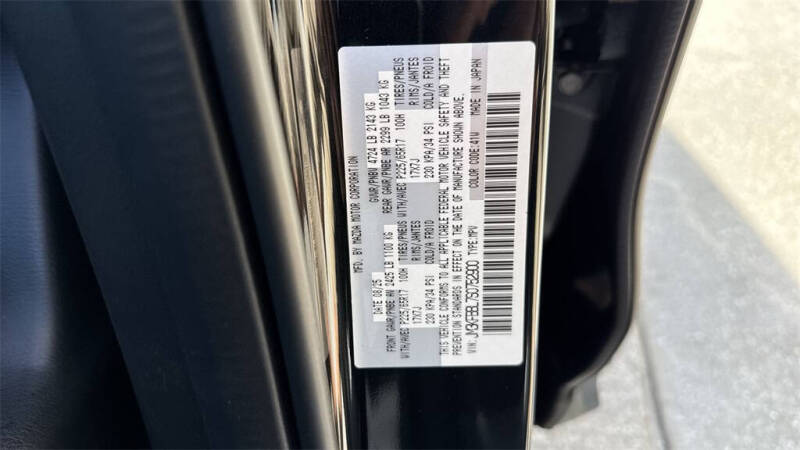 MFD. BY MAZDA MOTOR CORPORATION
DATE 08/25 GVWR/PNBV 4724 LB 2143 KG
FRONT GAWR/PNBE AV 2425 LB 1100 KG REAR GAWR/PNBE AR 2299 LB 1043 KG
WITH/AVEC P225/65R17 100H TIRES/PNEUS WITH/AVEC P225/65R17 100H TIRES/PNEUS
17X7J RIMS/JANTES 17X7J RIMS/JANTES
230 KPA/34 PSI COLD/A FROID 230 KPA/34 PSI COLD/A FROID
THIS VEHICLE CONFORMS TO ALL APPLICABLE FEDERAL MOTOR VEHICLE SAFETY AND THEFT
PREVENTION STANDARDS IN EFFECT ON THE DATE OF MANUFACTURE SHOWN ABOVE.
VIN: TYPE:MPV COLOR CODE:41W MADE IN JAPAN